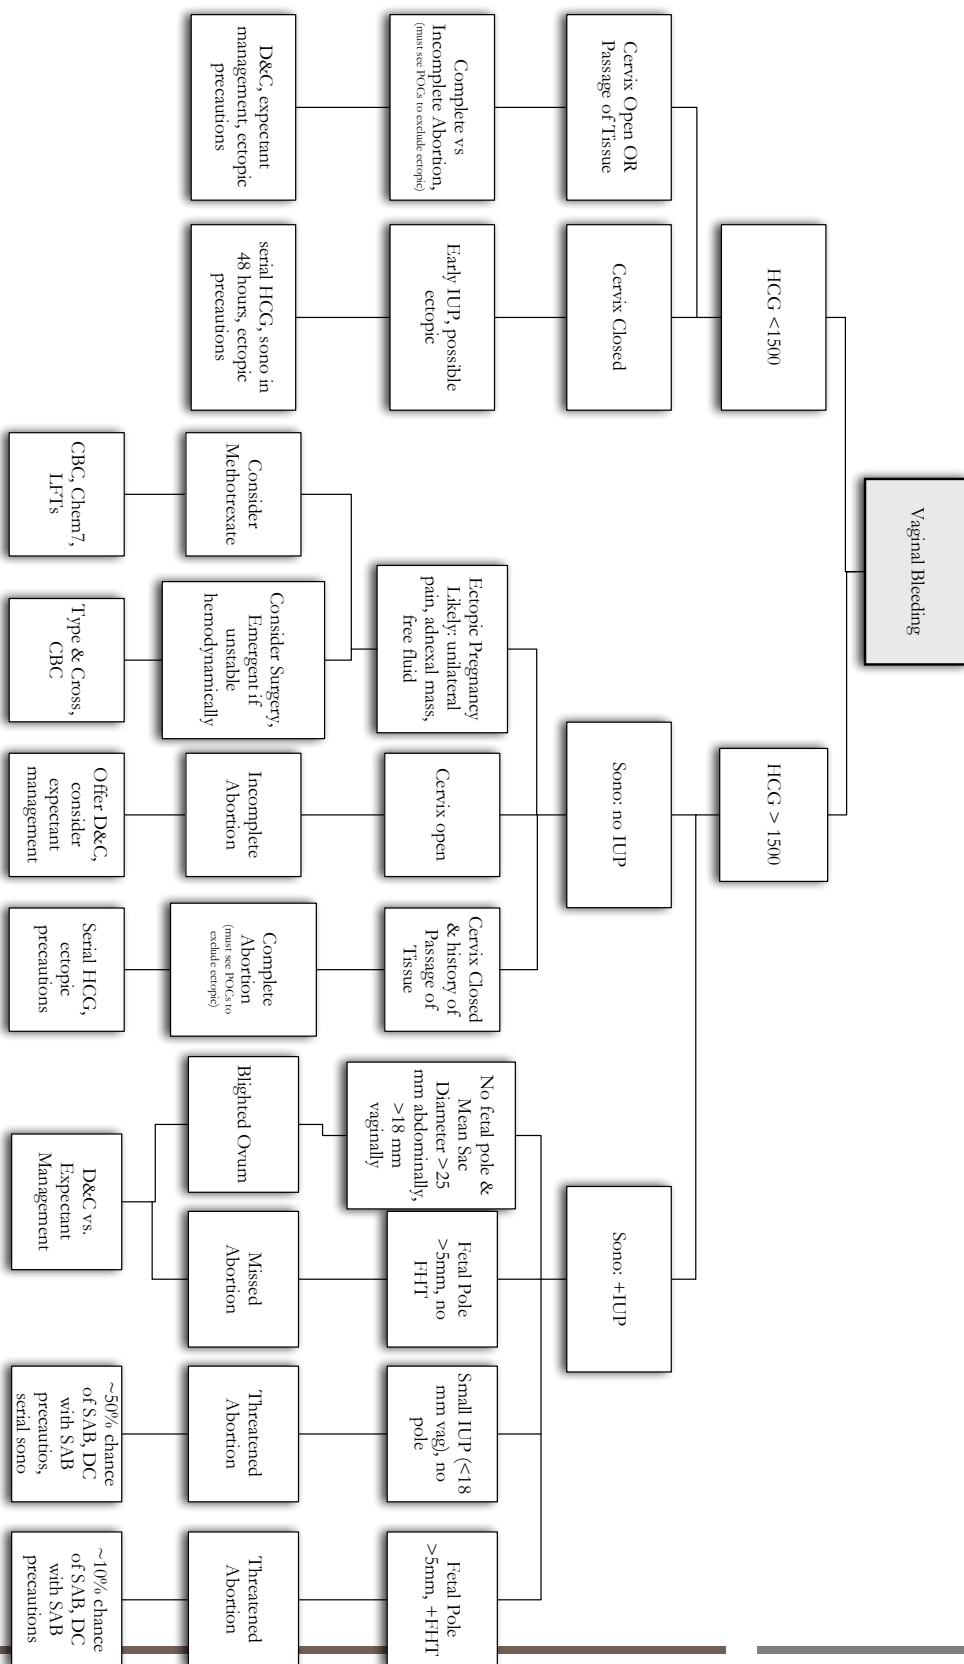 Vaginal Bleeding
HCG <1500
HCG > 1500
Cervix Open OR
Passage of Tissue
Cervix Closed
Sono: no IUP
Sono: +IUP
Complete vs
Incomplete Abortion,
(must see POCs to exclude ectopic)
Early IUP, possible
ectopic
Ectopic Pregnancy
Likely: unilateral
pain, adnexal mass,
free fluid
Cervix open
Cervix Closed
& history of
Passage of
Tissue
No fetal pole &
Mean Sac
Diameter >25
mm abdominally,
>18 mm
vaginally
Fetal Pole
>5mm, no
FHT
Small IUP (<18
mm vag), no
pole
Fetal Pole
>5mm, +FHT
D&C, expectant
management, ectopic
precautions
serial HCG, sono in
48 hours, ectopic
precautions
Consider
Methotrexate
Consider Surgery,
Emergent if
unstable
hemodynamically
Incomplete
Abortion
Complete
Abortion
(must see POCs to
exclude ectopic)
Blighted Ovum
Missed
Abortion
Threatened
Abortion
Threatened
Abortion
CBC, Chem7,
LFTs
Type & Cross,
CBC
Offer D&C,
consider
expectant
management
Serial HCG,
ectopic
precautions
D&C vs.
Expectant
Management
~50% chance
of SAB, DC
with SAB
precautios,
serial sono
~10% chance
of SAB, DC
with SAB
precautions